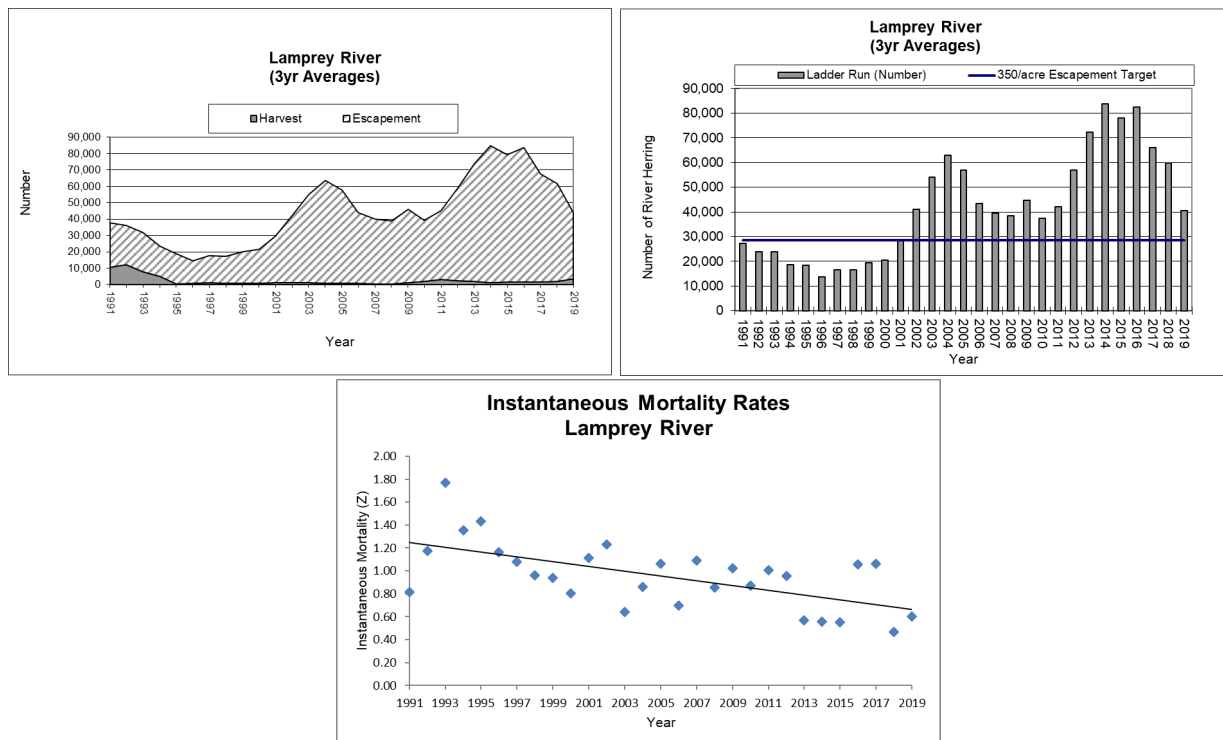 Lamprey River
(3yr Averages)
Harvest Escapement
90,000
80,000
70,000
60,000
50,000
40,000
30,000
20,000
10,000
0
Number
1991 1993 1995 1997 1999 2001 2003 2005 2007 2009 2011 2013 2015 2017 2019
Year
Lamprey River
(3yr Averages)
Ladder Run (Number) 350/acre Escapement Target
90,000
80,000
70,000
60,000
50,000
40,000
30,000
20,000
10,000
0
Number of River Herring
1991 1992 1993 1994 1995 1996 1997 1998 1999 2000 2001 2002 2003 2004 2005 2006 2007 2008 2009 2010 2011 2012 2013 2014 2015 2016 2017 2018 2019
Year
Instantaneous Mortality Rates
Lamprey River
2.00
1.80
1.60
1.40
1.20
1.00
0.80
0.60
0.40
0.20
0.00
Instantaneous Mortality (Z)
1991 1993 1995 1997 1999 2001 2003 2005 2007 2009 2011 2013 2015 2017 2019
Year